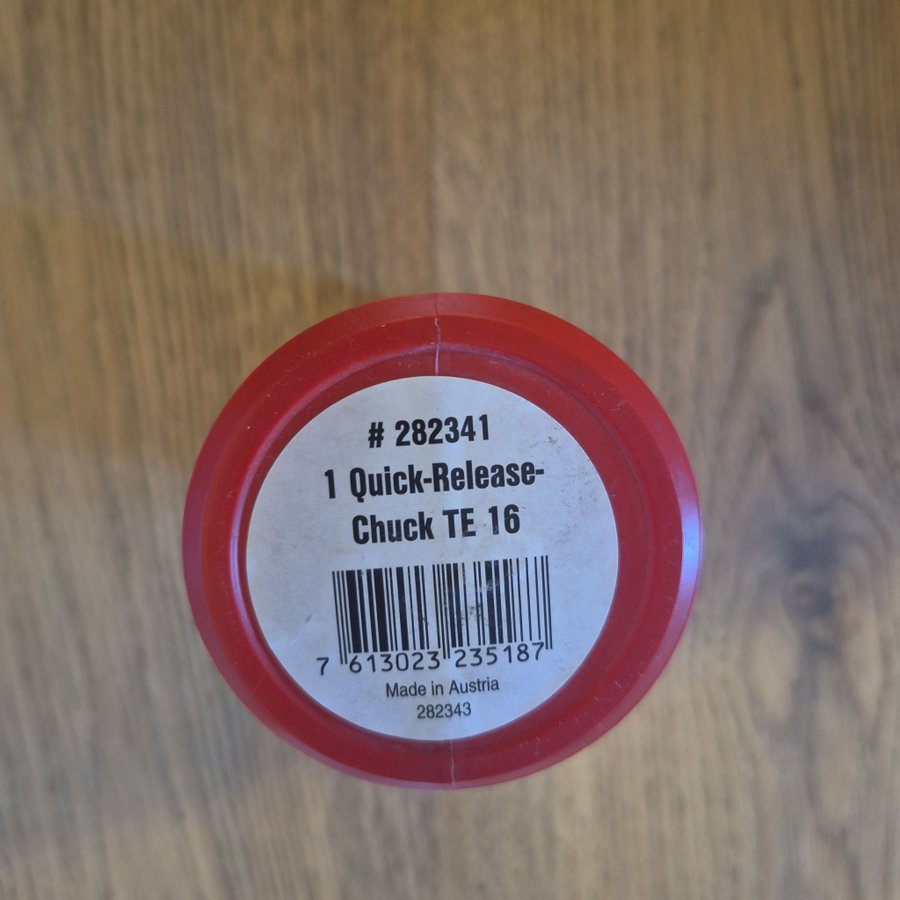 # 282341
1 Quick-Release-
Chuck TE 16
7 613023 235187
Made in Austria
282343